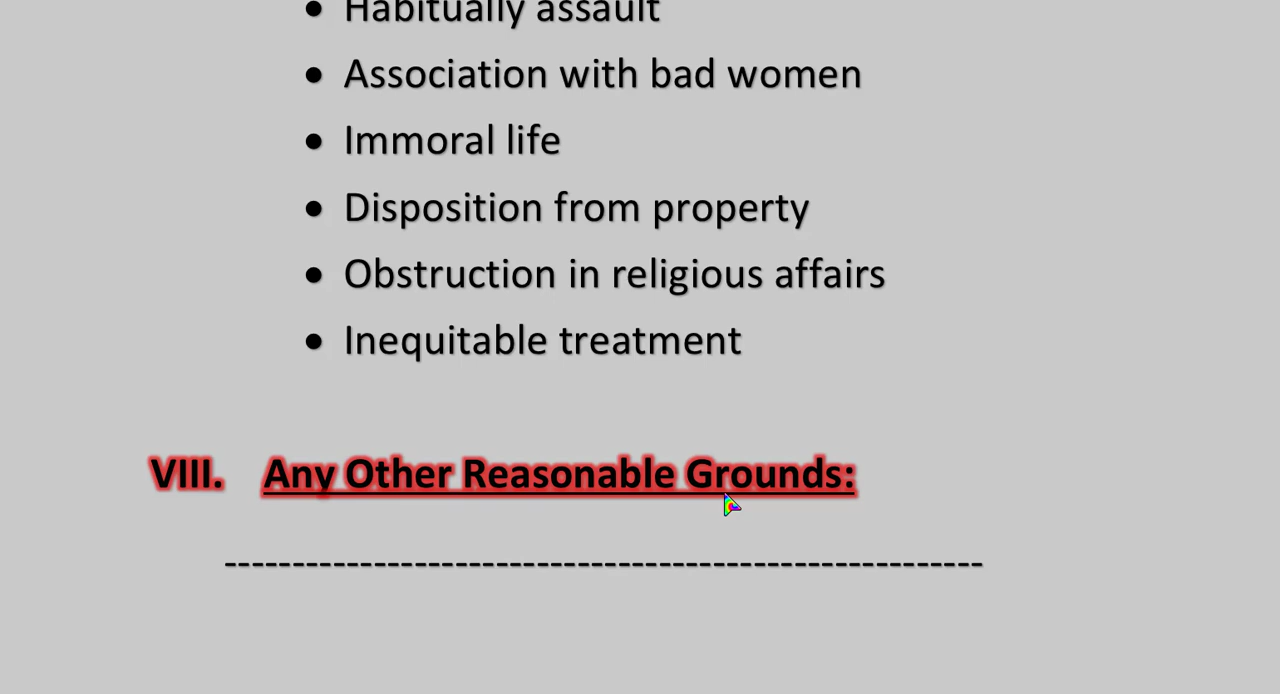 • Habitually assault
• Association with bad women
• Immoral life
• Disposition from property
• Obstruction in religious affairs
• Inequitable treatment
VIII. Any Other Reasonable Grounds:
--------------------------------------------------------